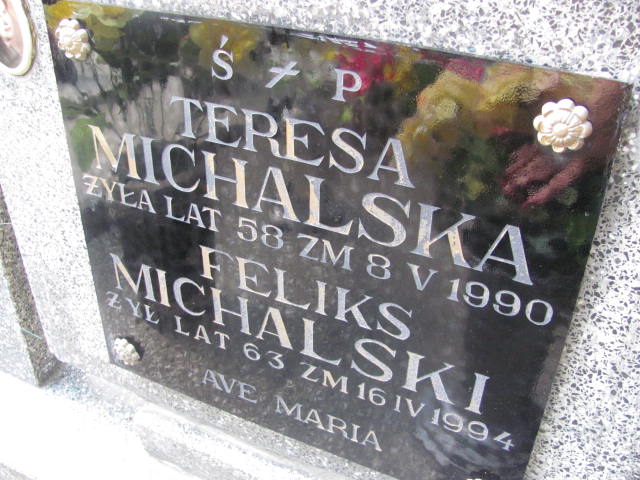 Ś P
TERESA
MICHALSKA
ŻYŁA LAT 58 ZM 8 V 1990
FELIKS
MICHALSKI
ŻYŁ LAT 63 ZM 16 IV 1994
AVE MARIA